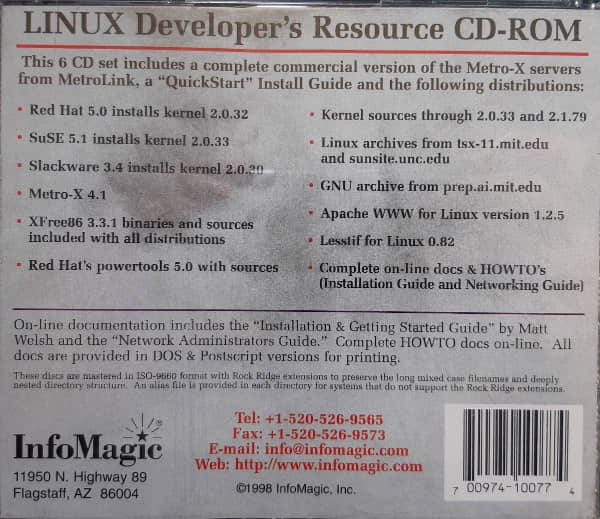 LINUX Developer's Resource CD-ROM
This 6 CD set includes a complete commercial version of the Metro-X servers
from MetroLink, a "QuickStart" Install Guide and the following distributions:
• Red Hat 5.0 installs kernel 2.0.32
• SuSE 5.1 installs kernel 2.0.33
• Slackware 3.4 installs kernel 2.0.30
• Metro-X 4.1
• XFree86 3.3.1 binaries and sources
included with all distributions
• Red Hat's powertools 5.0 with sources
• Kernel sources through 2.0.33 and 2.1.79
• Linux archives from tsx-11.mit.edu
and sunsite.unc.edu
• GNU archive from prep.ai.mit.edu
• Apache WWW for Linux version 1.2.5
• Lesstif for Linux 0.82
• Complete on-line docs & HOWTO's
(Installation Guide and Networking Guide)
On-line documentation includes the "Installation & Getting Started Guide" by Matt
Welsh and the "Network Administrators Guide." Complete HOWTO docs on-line. All
docs are provided in DOS & Postscript versions for printing.
These discs are mastered in ISO-9660 format with Rock Ridge extensions to preserve the long mixed case filenames and deeply
nested directory structure. An alias file is provided in each directory for systems that do not support the Rock Ridge extensions.
InfoMagic®
11950 N. Highway 89
Flagstaff, AZ 86004
Tel: +1-520-526-9565
Fax: +1-520-526-9573
E-mail: info@infomagic.com
Web: http://www.infomagic.com
©1998 InfoMagic, Inc.
7 00974-10077 4